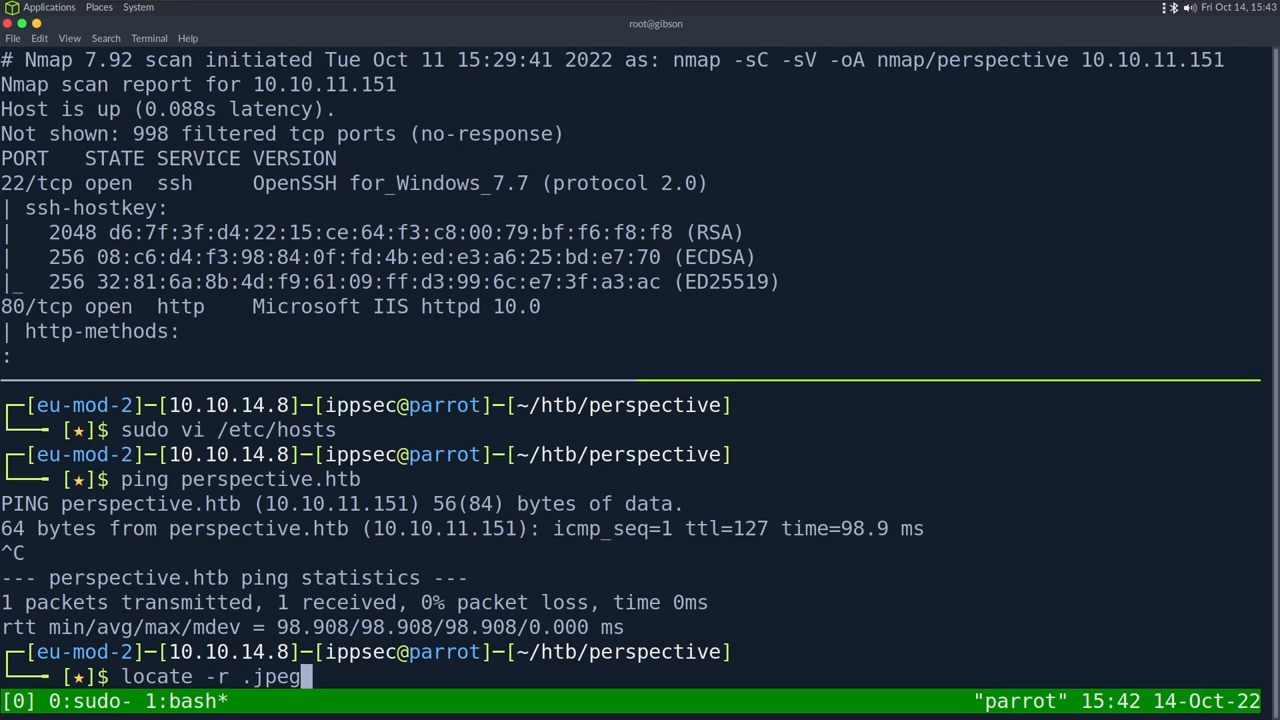 Applications Places System Fri Oct 14, 15:43
root@gibson
File Edit View Search Terminal Help
# Nmap 7.92 scan initiated Tue Oct 11 15:29:41 2022 as: nmap -sC -sV -oA nmap/perspective 10.10.11.151
Nmap scan report for 10.10.11.151
Host is up (0.088s latency).
Not shown: 998 filtered tcp ports (no-response)
PORT   STATE SERVICE VERSION
22/tcp open  ssh     OpenSSH for_Windows_7.7 (protocol 2.0)
| ssh-hostkey:
|   2048 d6:7f:3f:d4:22:15:ce:64:f3:c8:00:79:bf:f6:f8:f8 (RSA)
|   256 08:c6:d4:f3:98:84:0f:fd:4b:ed:e3:a6:25:bd:e7:70 (ECDSA)
|_  256 32:81:6a:8b:4d:f9:61:09:ff:d3:99:6c:e7:3f:a3:ac (ED25519)
80/tcp open  http    Microsoft IIS httpd 10.0
| http-methods:
:
┌─[eu-mod-2]─[10.10.14.8]─[ippsec@parrot]─[~/htb/perspective]
└──╼ [★]$ sudo vi /etc/hosts
┌─[eu-mod-2]─[10.10.14.8]─[ippsec@parrot]─[~/htb/perspective]
└──╼ [★]$ ping perspective.htb
PING perspective.htb (10.10.11.151) 56(84) bytes of data.
64 bytes from perspective.htb (10.10.11.151): icmp_seq=1 ttl=127 time=98.9 ms
^C
--- perspective.htb ping statistics ---
1 packets transmitted, 1 received, 0% packet loss, time 0ms
rtt min/avg/max/mdev = 98.908/98.908/98.908/0.000 ms
┌─[eu-mod-2]─[10.10.14.8]─[ippsec@parrot]─[~/htb/perspective]
└──╼ [★]$ locate -r .jpeg
[0] 0:sudo- 1:bash* "parrot" 15:42 14-Oct-22